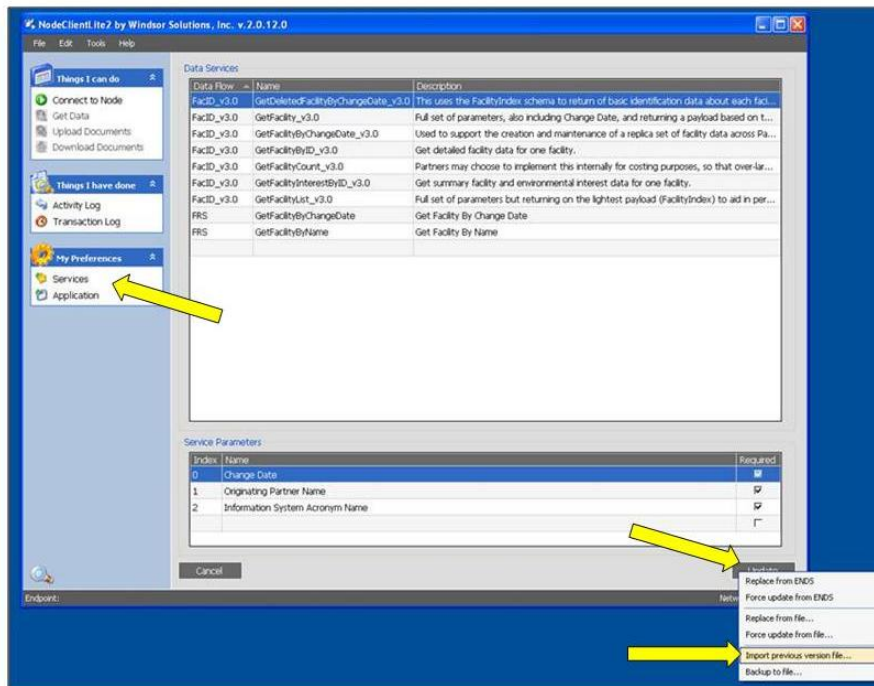 NodeClientLite2 by Windsor Solutions, Inc. v.2.0.12.0
File Edit Tools Help
Things I can do
Connect to Node
Get Data
Upload Documents
Download Documents
Things I have done
Activity Log
Transaction Log
My Preferences
Services
Application
Data Services
Data Flow Name Description
FacID_v3.0 GetDeletedFacilityByChangeDate_v3.0 This uses the FacilityIndex schema to return of basic identification data about each faci...
FacID_v3.0 GetFacility_v3.0 Full set of parameters, also including Change Date, and returning a payload based on t...
FacID_v3.0 GetFacilityByChangeDate_v3.0 Used to support the creation and maintenance of a replica set of facility data across Pa...
FacID_v3.0 GetFacilityByID_v3.0 Get detailed facility data for one facility.
FacID_v3.0 GetFacilityCount_v3.0 Partners may choose to implement this internally for costing purposes, so that over-lar...
FacID_v3.0 GetFacilityInterestByID_v3.0 Get summary facility and environmental interest data for one facility.
FacID_v3.0 GetFacilityList_v3.0 Full set of parameters but returning on the lightest payload (FacilityIndex) to aid in per...
FRS GetFacilityByChangeDate Get Facility By Change Date
FRS GetFacilityByName Get Facility By Name
Service Parameters
Index Name Required
0 Change Date
1 Originating Partner Name
2 Information System Acronym Name
Cancel Update
Endpoint: Netw
Replace from ENDS
Force update from ENDS
Replace from file...
Force update from file...
Import previous version file...
Backup to file...